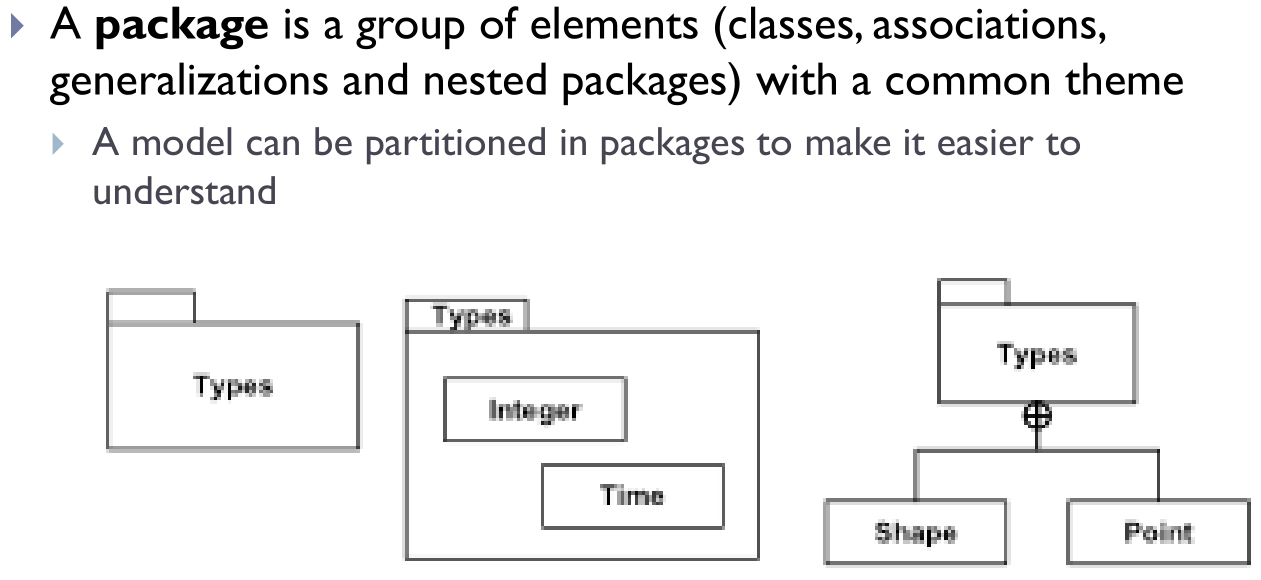 A package is a group of elements (classes, associations,
generalizations and nested packages) with a common theme
A model can be partitioned in packages to make it easier to
understand
Types
Types
Integer
Time
Types
Shape
Point